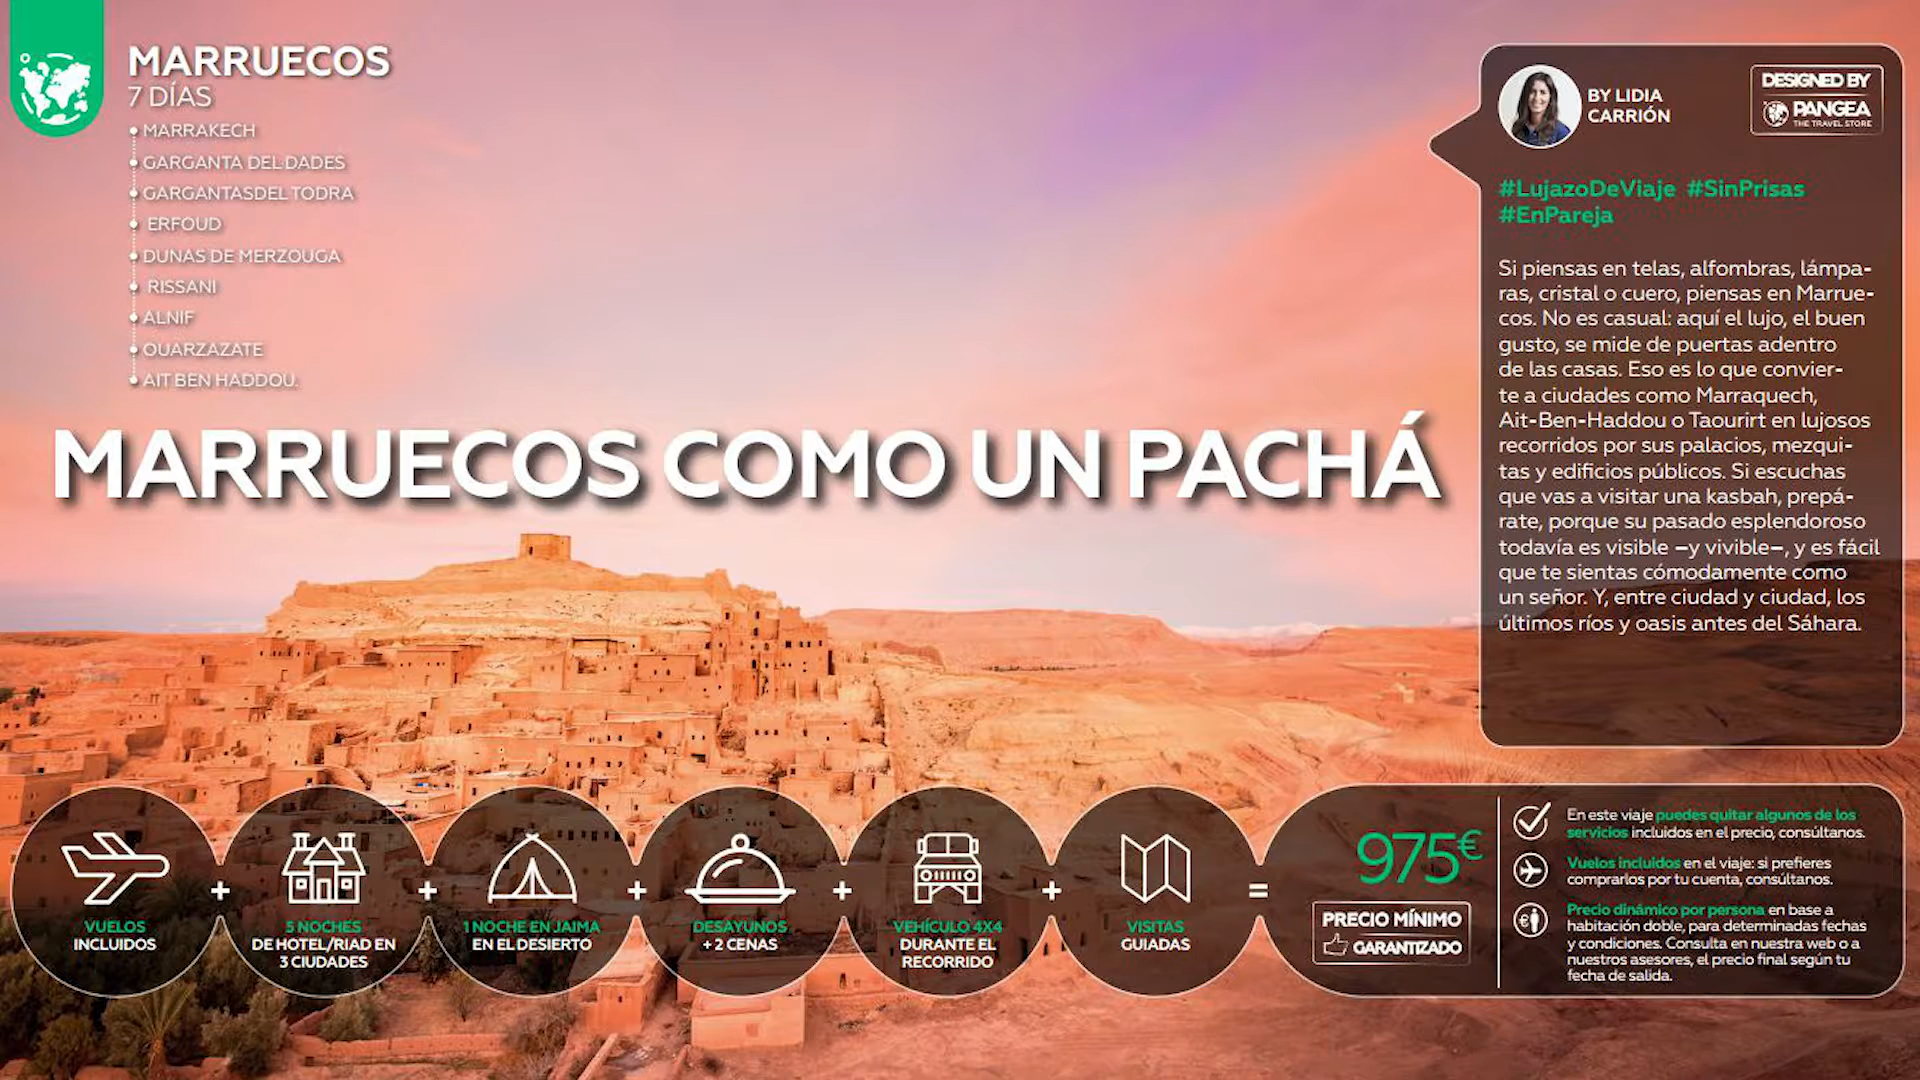 MARRUECOS
7 DÍAS
MARRAKECH
GARGANTA DEL DADES
GARGANTASDEL TODRA
ERFOUD
DUNAS DE MERZOUGA
RISSANI
ALNIF
OUARZAZATE
AIT BEN HADDOU.
MARRUECOS COMO UN PACHÁ
BY LIDIA
CARRIÓN
DESIGNED BY
PANGEA
THE TRAVEL STORE
#LujazoDeViaje #SinPrisas
#EnPareja
Si piensas en telas, alfombras, lámpa-
ras, cristal o cuero, piensas en Marrue-
cos. No es casual: aquí el lujo, el buen
gusto, se mide de puertas adentro
de las casas. Eso es lo que convier-
te a ciudades como Marraquech,
Ait-Ben-Haddou o Taourirt en lujosos
recorridos por sus palacios, mezqui-
tas y edificios públicos. Si escuchas
que vas a visitar una kasbah, prepá-
rate, porque su pasado esplendoroso
todavía es visible –y vivible–, y es fácil
que te sientas cómodamente como
un señor. Y, entre ciudad y ciudad, los
últimos ríos y oasis antes del Sáhara.
VUELOS
INCLUIDOS
+
5 NOCHES
DE HOTEL/RIAD EN
3 CIUDADES
+
1 NOCHE EN JAIMA
EN EL DESIERTO
+
DESAYUNOS
+ 2 CENAS
+
VEHÍCULO 4X4
DURANTE EL
RECORRIDO
+
VISITAS
GUIADAS
=
975€
PRECIO MÍNIMO
GARANTIZADO
En este viaje puedes quitar algunos de los
servicios incluidos en el precio, consúltanos.
Vuelos incluidos en el viaje: si prefieres
comprarlos por tu cuenta, consúltanos.
Precio dinámico por persona en base a
habitación doble, para determinadas fechas
y condiciones. Consulta en nuestra web o a
nuestros asesores, el precio final según tu
fecha de salida.